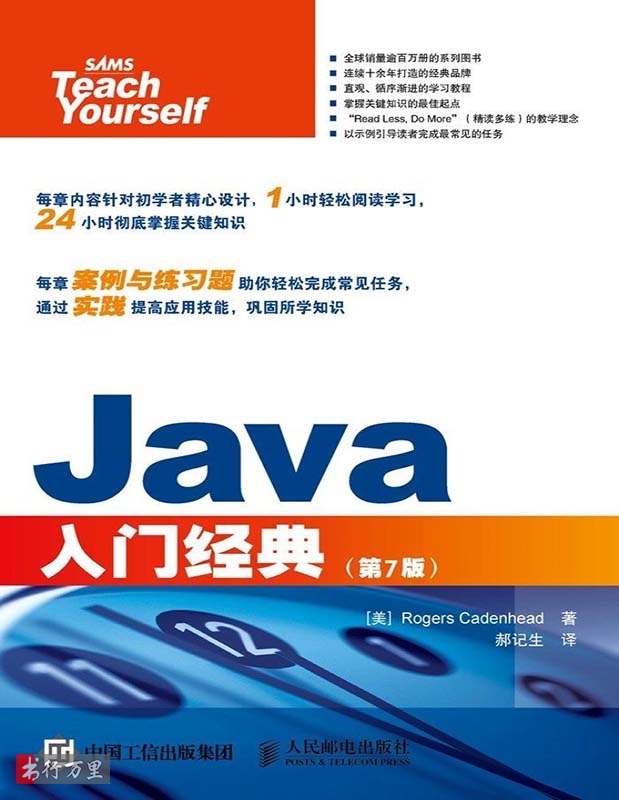 SAMS
Teach
Yourself
全球销量逾百万册的系列图书
连续十余年打造的经典品牌
直观、循序渐进的学习教程
掌握关键知识的最佳起点
“Read Less, Do More”（精读多练）的教学理念
以示例引导读者完成最常见的任务
每章内容针对初学者精心设计，1小时轻松阅读学习，
24小时彻底掌握关键知识
每章案例与练习题助你轻松完成常见任务，
通过实践提高应用技能，巩固所学知识
Java
入门经典（第7版）
[美] Rogers Cadenhead 著
郝记生 译
11
12
1
2
中国工信出版集团
人民邮电出版社
POSTS & TELECOM PRESS
书行万里